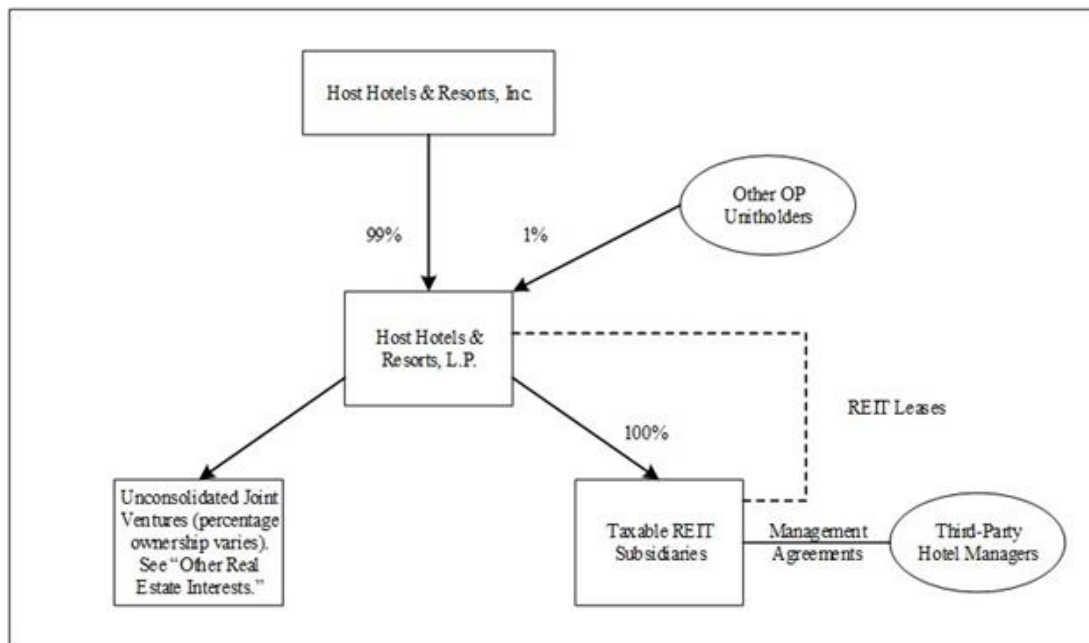 Host Hotels & Resorts, Inc.
Other OP
Unitholders
99%
1%
Host Hotels &
Resorts, L.P.
REIT Leases
100%
Unconsolidated Joint
Ventures (percentage
ownership varies).
See “Other Real
Estate Interests.”
Taxable REIT
Subsidiaries
Management
Agreements
Third-Party
Hotel Managers